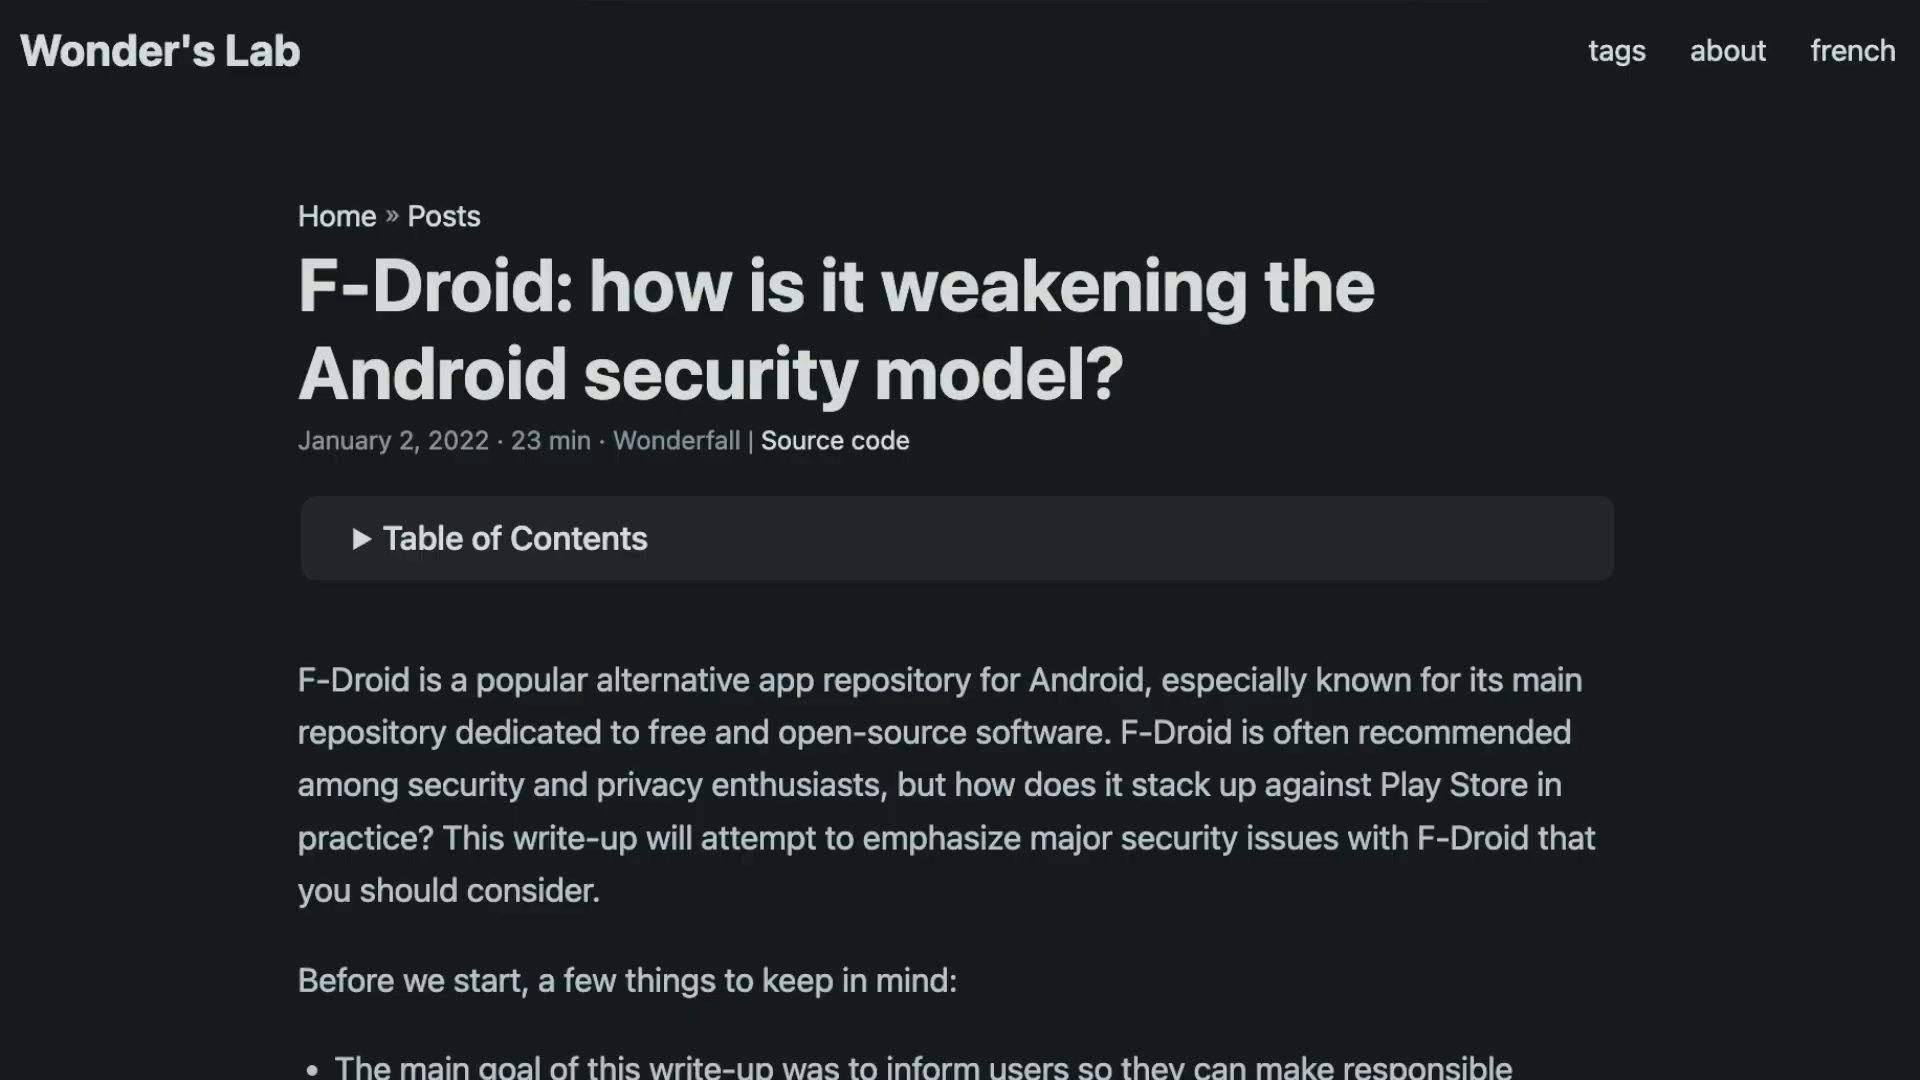 Wonder's Lab
tags about french
Home » Posts
F-Droid: how is it weakening the
Android security model?
January 2, 2022 · 23 min · Wonderfall | Source code
▶ Table of Contents
F-Droid is a popular alternative app repository for Android, especially known for its main
repository dedicated to free and open-source software. F-Droid is often recommended
among security and privacy enthusiasts, but how does it stack up against Play Store in
practice? This write-up will attempt to emphasize major security issues with F-Droid that
you should consider.
Before we start, a few things to keep in mind:
• The main goal of this write-up was to inform users so they can make responsible